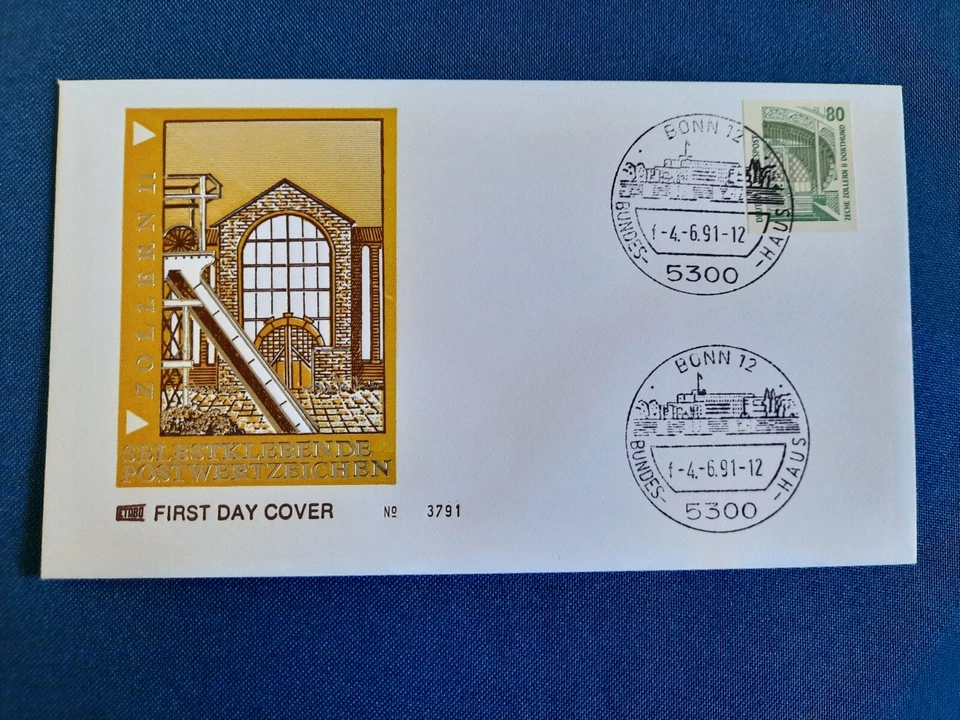 ZOLLERN II
SELBSTKLEBENDE
POSTWERTZEICHEN
ETABO FIRST DAY COVER
Nº 3791
BONN 12
BUNDES-
-HAUS
f-4.-6.91-12
5300
80
ZECHE ZOLLERN II DORTMUND
BONN 12
BUNDES-
-HAUS
f-4.-6.91-12
5300